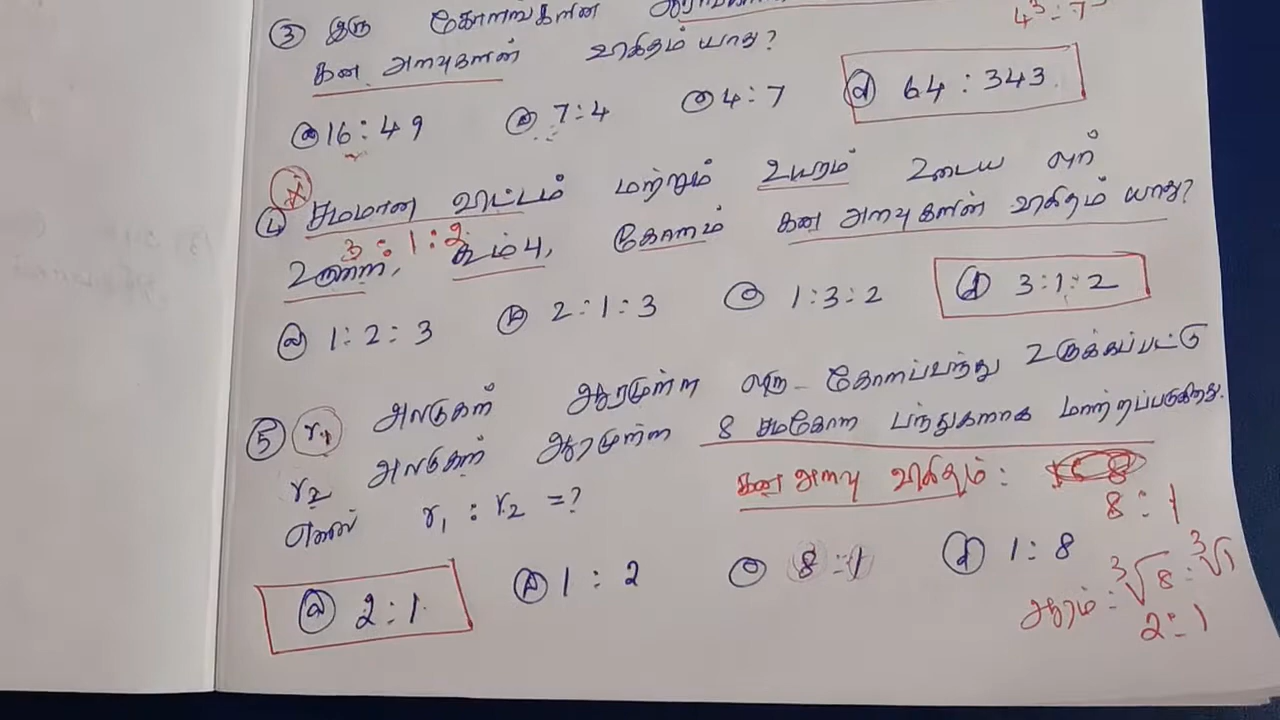 ③ இரு கோளங்களின்
4³ : 7³
கன அளவுகளின் விகிதம் யாது?
அ 16 : 49 ஆ 7 : 4 இ 4 : 7 ஈ 64 : 343
④ சமமான விட்டம் மற்றும் உயரம் உடைய ஓர்
3 : 1 : 2
உருளை, கூம்பு, கோளம் கன அளவுகளின் விகிதம் யாது?
அ 1 : 2 : 3 ஆ 2 : 1 : 3 இ 1 : 3 : 2 ஈ 3 : 1 : 2
⑤ r₁ அலகுகள் ஆரமுள்ள ஒரு கோளப்பந்து உருக்கப்பட்டு
r₂ அலகுகள் ஆரமுள்ள 8 சமகோள பந்துகளாக மாற்றப்படுகிறது.
எனில் r₁ : r₂ = ?
கன அளவு விகிதம் :
8 : 1
அ 2 : 1 ஆ 1 : 2 இ 8 : 1 ஈ 1 : 8
ஆரம் : ³√8 : ³√1
2 : 1